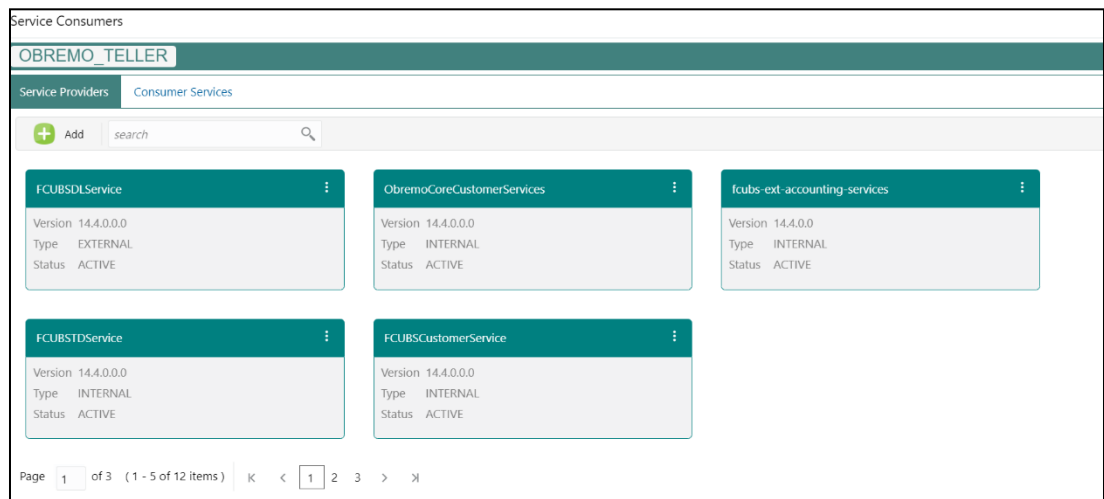 Service Consumers
OBREMO_TELLER
Service Providers Consumer Services
Add search
FCUBSDLService
Version 14.4.0.0.0
Type EXTERNAL
Status ACTIVE
ObremoCoreCustomerServices
Version 14.4.0.0.0
Type INTERNAL
Status ACTIVE
fcubs-ext-accounting-services
Version 14.4.0.0
Type INTERNAL
Status ACTIVE
FCUBSTDService
Version 14.4.0.0.0
Type INTERNAL
Status ACTIVE
FCUBSCustomerService
Version 14.4.0.0.0
Type INTERNAL
Status ACTIVE
Page 1 of 3 (1 - 5 of 12 items) 1 2 3